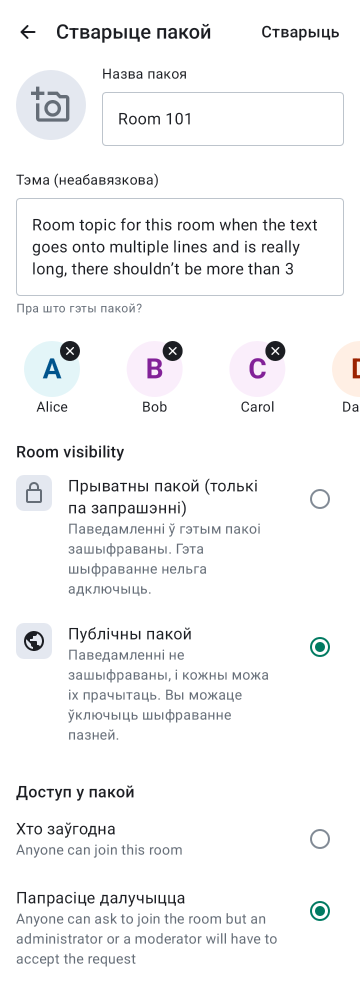 Стварыце пакой
Стварыць
Назва пакоя
Room 101
Тэма (неабавязкова)
Room topic for this room when the text
goes onto multiple lines and is really
long, there shouldn’t be more than 3
Пра што гэты пакой?
A B C D
Alice Bob Carol Da
Room visibility
Прыватны пакой (толькі
па запрашэнні)
Паведамленні ў гэтым пакоі
зашыфраваны. Гэта
шыфраванне нельга
адключыць.
Публічны пакой
Паведамленні не
зашыфраваны, і кожны можа
іх прачытаць. Вы можаце
ўключыць шыфраванне
пазней.
Доступ у пакой
Хто заўгодна
Anyone can join this room
Папрасіце далучыцца
Anyone can ask to join the room but an
administrator or a moderator will have to
accept the request